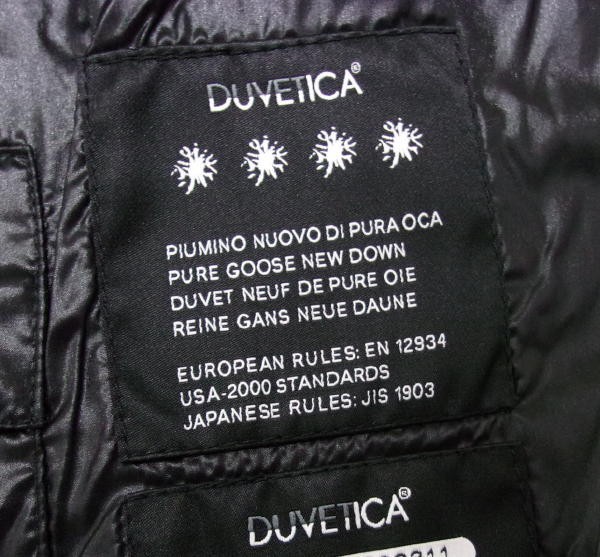 DUVETICA®
PIUMINO NUOVO DI PURA OCA
PURE GOOSE NEW DOWN
DUVET NEUF DE PURE OIE
REINE GANS NEUE DAUNE
EUROPEAN RULES: EN 12934
USA-2000 STANDARDS
JAPANESE RULES: JIS 1903
DUVETICA®